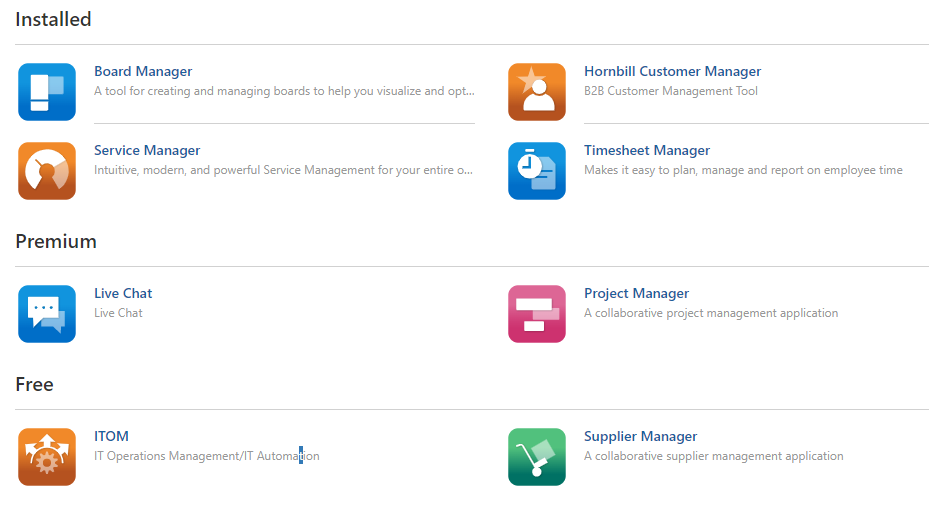 Installed
Board Manager
A tool for creating and managing boards to help you visualize and opt...
Hornbill Customer Manager
B2B Customer Management Tool
Service Manager
Intuitive, modern, and powerful Service Management for your entire o...
Timesheet Manager
Makes it easy to plan, manage and report on employee time
Premium
Live Chat
Live Chat
Project Manager
A collaborative project management application
Free
ITOM
IT Operations Management/IT Automation
Supplier Manager
A collaborative supplier management application